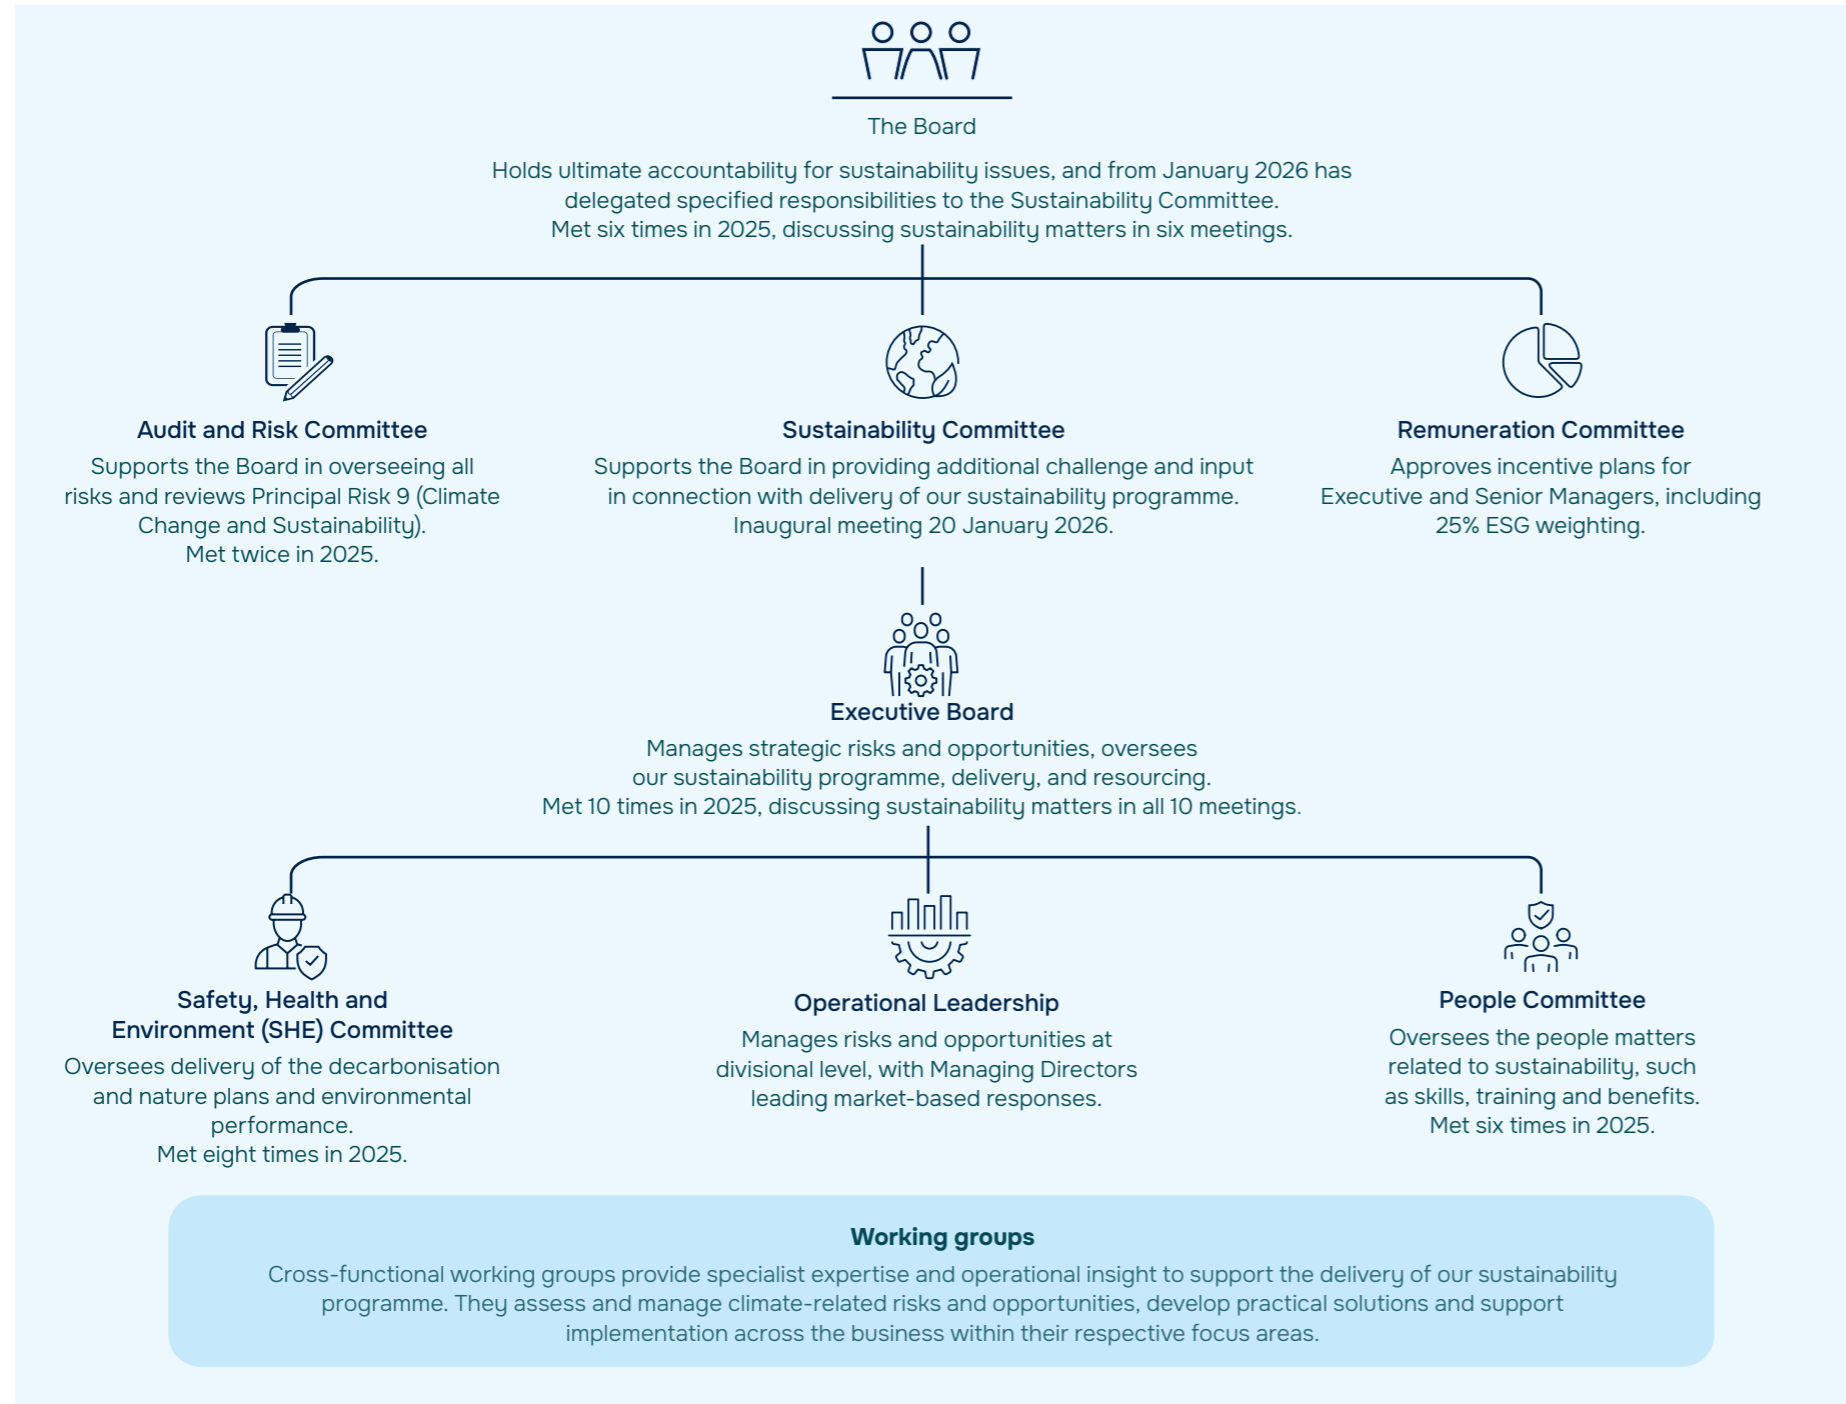 The Board
Holds ultimate accountability for sustainability issues, and from January 2026 has
delegated specified responsibilities to the Sustainability Committee.
Met six times in 2025, discussing sustainability matters in six meetings.
Audit and Risk Committee
Supports the Board in overseeing all
risks and reviews Principal Risk 9 (Climate
Change and Sustainability).
Met twice in 2025.
Sustainability Committee
Supports the Board in providing additional challenge and input
in connection with delivery of our sustainability programme.
Inaugural meeting 20 January 2026.
Remuneration Committee
Approves incentive plans for
Executive and Senior Managers, including
25% ESG weighting.
Executive Board
Manages strategic risks and opportunities, oversees
our sustainability programme, delivery, and resourcing.
Met 10 times in 2025, discussing sustainability matters in all 10 meetings.
Safety, Health and
Environment (SHE) Committee
Oversees delivery of the decarbonisation
and nature plans and environmental
performance.
Met eight times in 2025.
Operational Leadership
Manages risks and opportunities at
divisional level, with Managing Directors
leading market-based responses.
People Committee
Oversees the people matters
related to sustainability, such
as skills, training and benefits.
Met six times in 2025.
Working groups
Cross-functional working groups provide specialist expertise and operational insight to support the delivery of our sustainability
programme. They assess and manage climate-related risks and opportunities, develop practical solutions and support
implementation across the business within their respective focus areas.